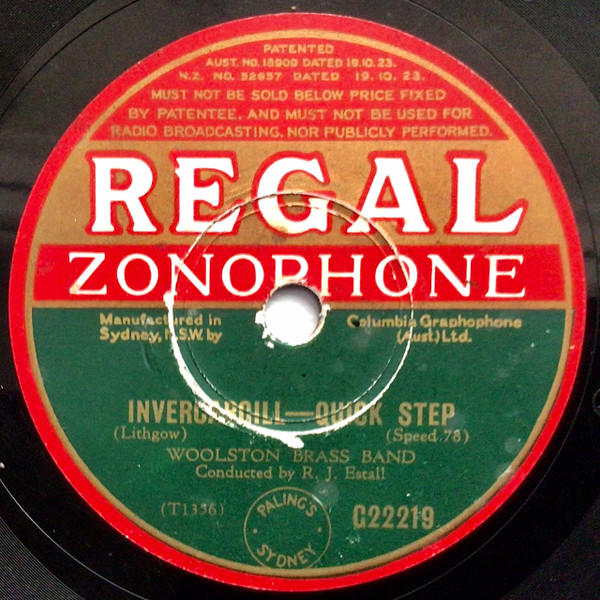 PATENTED
AUST. No. 18909 DATED 19.10.23.
N.Z. NO. 52657 DATED 19.10.23.
MUST NOT BE SOLD BELOW PRICE FIXED
BY PATENTEE, AND MUST NOT BE USED FOR
RADIO BROADCASTING, NOR PUBLICLY PERFORMED.
REGAL
ZONOPHONE
Manufactured in Columbia Graphophone
Sydney, N.S.W. by (Aust) Ltd.
INVERCARGILL—QUICK STEP
(Lithgow) (Speed 78)
WOOLSTON BRASS BAND
Conducted by R. J. Estall
(T1356) G22219
PALING'S
SYDNEY